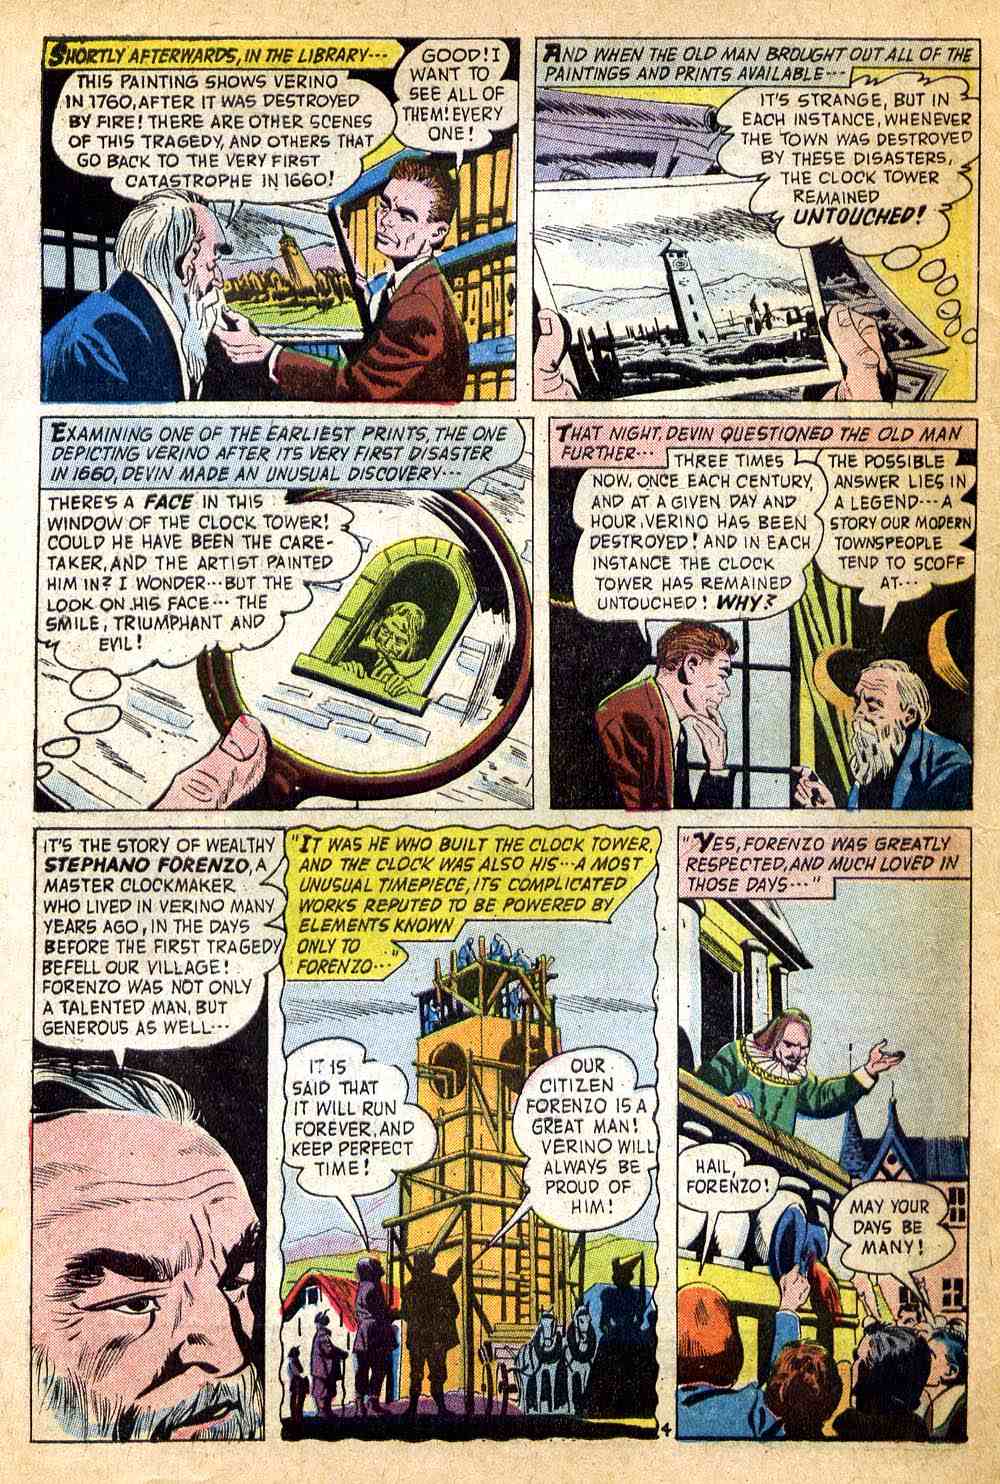 SHORTLY AFTERWARDS, IN THE LIBRARY---
THIS PAINTING SHOWS VERINO
IN 1760, AFTER IT WAS DESTROYED
BY FIRE! THERE ARE OTHER SCENES
OF THIS TRAGEDY, AND OTHERS THAT
GO BACK TO THE VERY FIRST
CATASTROPHE IN 1660!
GOOD! I
WANT TO
SEE ALL OF
THEM! EVERY
ONE!
AND WHEN THE OLD MAN BROUGHT OUT ALL OF THE
PAINTINGS AND PRINTS AVAILABLE---
IT'S STRANGE, BUT IN
EACH INSTANCE, WHENEVER
THE TOWN WAS DESTROYED
BY THESE DISASTERS,
THE CLOCK TOWER
REMAINED
UNTOUCHED!
EXAMINING ONE OF THE EARLIEST PRINTS, THE ONE
DEPICTING VERINO AFTER ITS VERY FIRST DISASTER
IN 1660, DEVIN MADE AN UNUSUAL DISCOVERY---
THERE'S A FACE IN THIS
WINDOW OF THE CLOCK TOWER!
COULD HE HAVE BEEN THE CARE-
TAKER, AND THE ARTIST PAINTED
HIM IN? I WONDER---BUT THE
LOOK ON HIS FACE--- THE
SMILE, TRIUMPHANT AND
EVIL!
THAT NIGHT, DEVIN QUESTIONED THE OLD MAN
FURTHER---
THREE TIMES
NOW, ONCE EACH CENTURY,
AND AT A GIVEN DAY AND
HOUR, VERINO HAS BEEN
DESTROYED! AND IN EACH
INSTANCE THE CLOCK
TOWER HAS REMAINED
UNTOUCHED! WHY?
THE POSSIBLE
ANSWER LIES IN
A LEGEND---A
STORY OUR MODERN
TOWNSPEOPLE
TEND TO SCOFF
AT---
IT'S THE STORY OF WEALTHY
STEPHANO FORENZO, A
MASTER CLOCKMAKER
WHO LIVED IN VERINO MANY
YEARS AGO, IN THE DAYS
BEFORE THE FIRST TRAGEDY
BEFELL OUR VILLAGE!
FORENZO WAS NOT ONLY
A TALENTED MAN, BUT
GENEROUS AS WELL---
"IT WAS HE WHO BUILT THE CLOCK TOWER,
AND THE CLOCK WAS ALSO HIS---A MOST
UNUSUAL TIMEPIECE, ITS COMPLICATED
WORKS REPUTED TO BE POWERED BY
ELEMENTS KNOWN
ONLY TO
FORENZO---"
IT IS
SAID THAT
IT WILL RUN
FOREVER, AND
KEEP PERFECT
TIME!
OUR
CITIZEN
FORENZO IS A
GREAT MAN!
VERINO WILL
ALWAYS BE
PROUD OF
HIM!
4
"YES, FORENZO WAS GREATLY
RESPECTED, AND MUCH LOVED IN
THOSE DAYS---"
HAIL,
FORENZO!
MAY YOUR
DAYS BE
MANY!